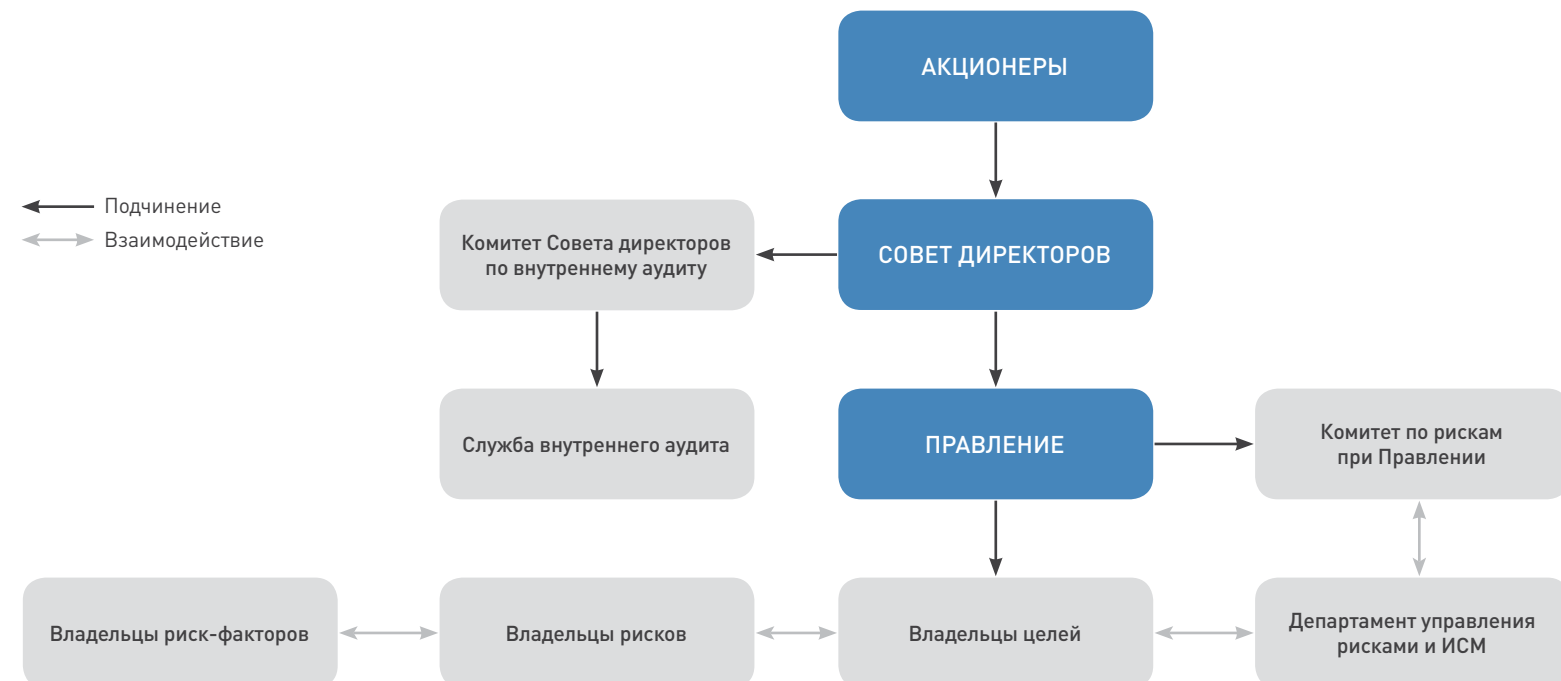 АКЦИОНЕРЫ
Подчинение
Взаимодействие
Комитет Совета директоров
по внутреннему аудиту
СОВЕТ ДИРЕКТОРОВ
Служба внутреннего аудита
ПРАВЛЕНИЕ
Комитет по рискам
при Правлении
Владельцы риск-факторов
Владельцы рисков
Владельцы целей
Департамент управления
рисками и ИСМ